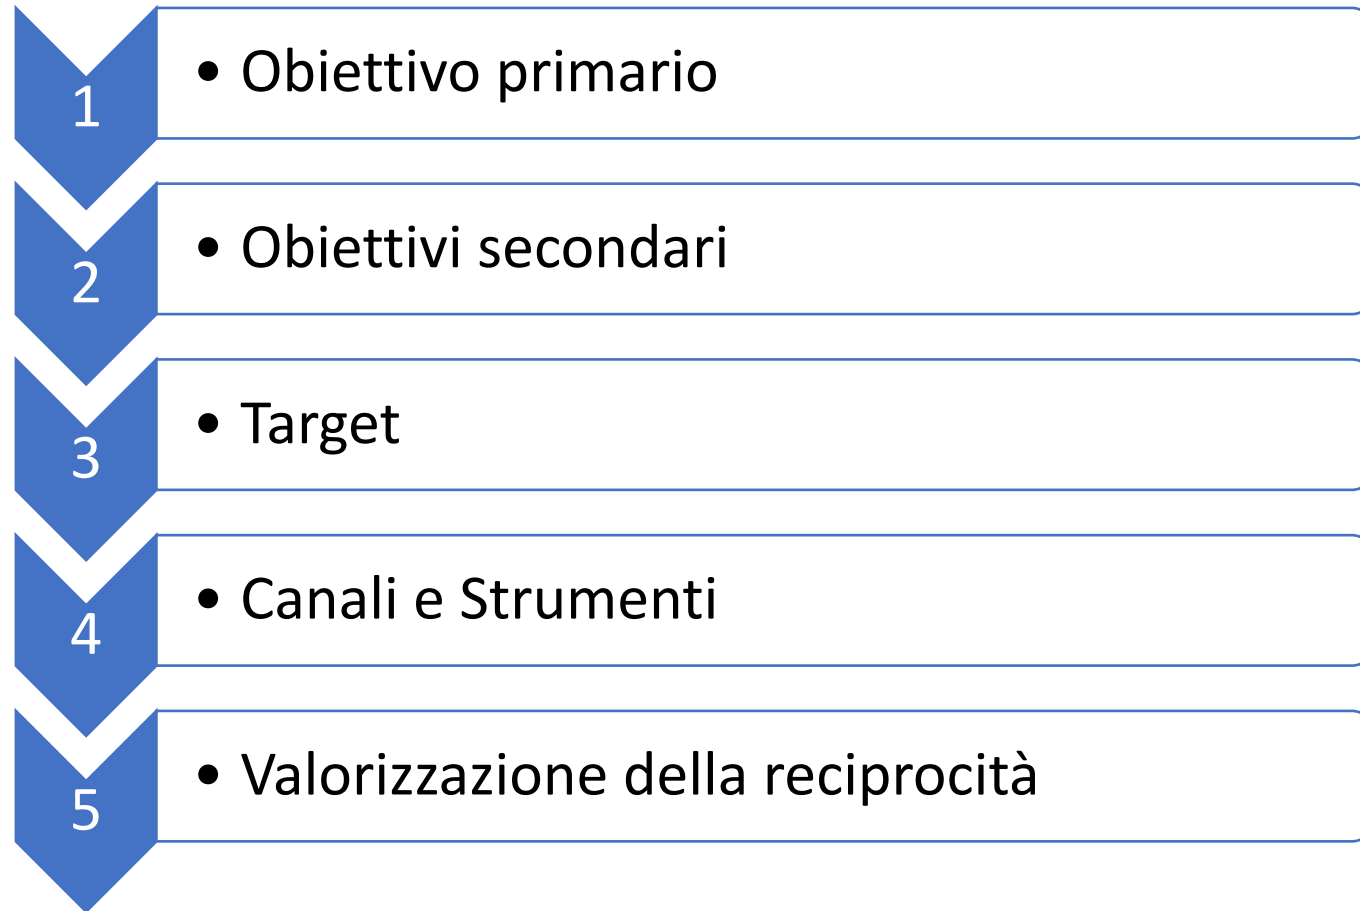 1
• Obiettivo primario
2
• Obiettivi secondari
3
• Target
4
• Canali e Strumenti
5
• Valorizzazione della reciprocità